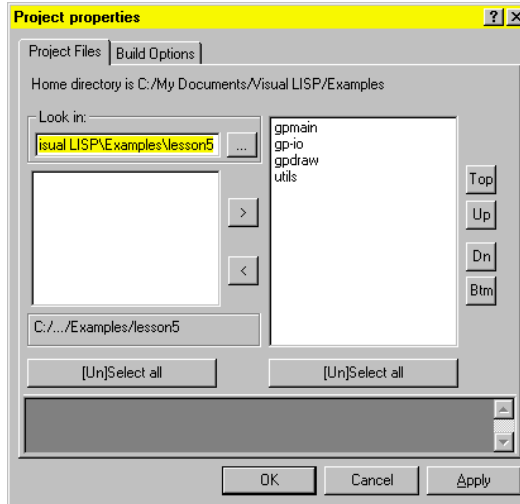 Project properties
? ×
Project Files
Build Options
Home directory is C:/My Documents/Visual LISP/Examples
Look in:
isual LISP\Examples\lesson5
...
>
<
C:/.../Examples/lesson5
gpmain
gp-io
gpdraw
utils
Top
Up
Dn
Btm
[Un]Select all
[Un]Select all
OK
Cancel
Apply